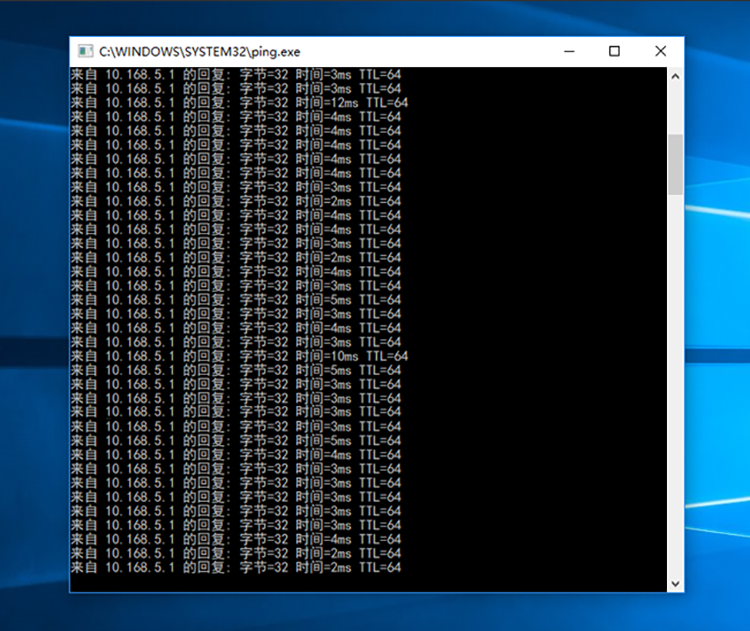 C:\WINDOWS\SYSTEM32\ping.exe
来自 10.168.5.1 的回复: 字节=32 时间=3ms TTL=64
来自 10.168.5.1 的回复: 字节=32 时间=3ms TTL=64
来自 10.168.5.1 的回复: 字节=32 时间=12ms TTL=64
来自 10.168.5.1 的回复: 字节=32 时间=4ms TTL=64
来自 10.168.5.1 的回复: 字节=32 时间=4ms TTL=64
来自 10.168.5.1 的回复: 字节=32 时间=4ms TTL=64
来自 10.168.5.1 的回复: 字节=32 时间=4ms TTL=64
来自 10.168.5.1 的回复: 字节=32 时间=4ms TTL=64
来自 10.168.5.1 的回复: 字节=32 时间=3ms TTL=64
来自 10.168.5.1 的回复: 字节=32 时间=2ms TTL=64
来自 10.168.5.1 的回复: 字节=32 时间=4ms TTL=64
来自 10.168.5.1 的回复: 字节=32 时间=4ms TTL=64
来自 10.168.5.1 的回复: 字节=32 时间=3ms TTL=64
来自 10.168.5.1 的回复: 字节=32 时间=2ms TTL=64
来自 10.168.5.1 的回复: 字节=32 时间=4ms TTL=64
来自 10.168.5.1 的回复: 字节=32 时间=3ms TTL=64
来自 10.168.5.1 的回复: 字节=32 时间=5ms TTL=64
来自 10.168.5.1 的回复: 字节=32 时间=3ms TTL=64
来自 10.168.5.1 的回复: 字节=32 时间=4ms TTL=64
来自 10.168.5.1 的回复: 字节=32 时间=3ms TTL=64
来自 10.168.5.1 的回复: 字节=32 时间=10ms TTL=64
来自 10.168.5.1 的回复: 字节=32 时间=5ms TTL=64
来自 10.168.5.1 的回复: 字节=32 时间=3ms TTL=64
来自 10.168.5.1 的回复: 字节=32 时间=3ms TTL=64
来自 10.168.5.1 的回复: 字节=32 时间=3ms TTL=64
来自 10.168.5.1 的回复: 字节=32 时间=3ms TTL=64
来自 10.168.5.1 的回复: 字节=32 时间=5ms TTL=64
来自 10.168.5.1 的回复: 字节=32 时间=4ms TTL=64
来自 10.168.5.1 的回复: 字节=32 时间=3ms TTL=64
来自 10.168.5.1 的回复: 字节=32 时间=3ms TTL=64
来自 10.168.5.1 的回复: 字节=32 时间=3ms TTL=64
来自 10.168.5.1 的回复: 字节=32 时间=3ms TTL=64
来自 10.168.5.1 的回复: 字节=32 时间=3ms TTL=64
来自 10.168.5.1 的回复: 字节=32 时间=4ms TTL=64
来自 10.168.5.1 的回复: 字节=32 时间=2ms TTL=64
来自 10.168.5.1 的回复: 字节=32 时间=2ms TTL=64